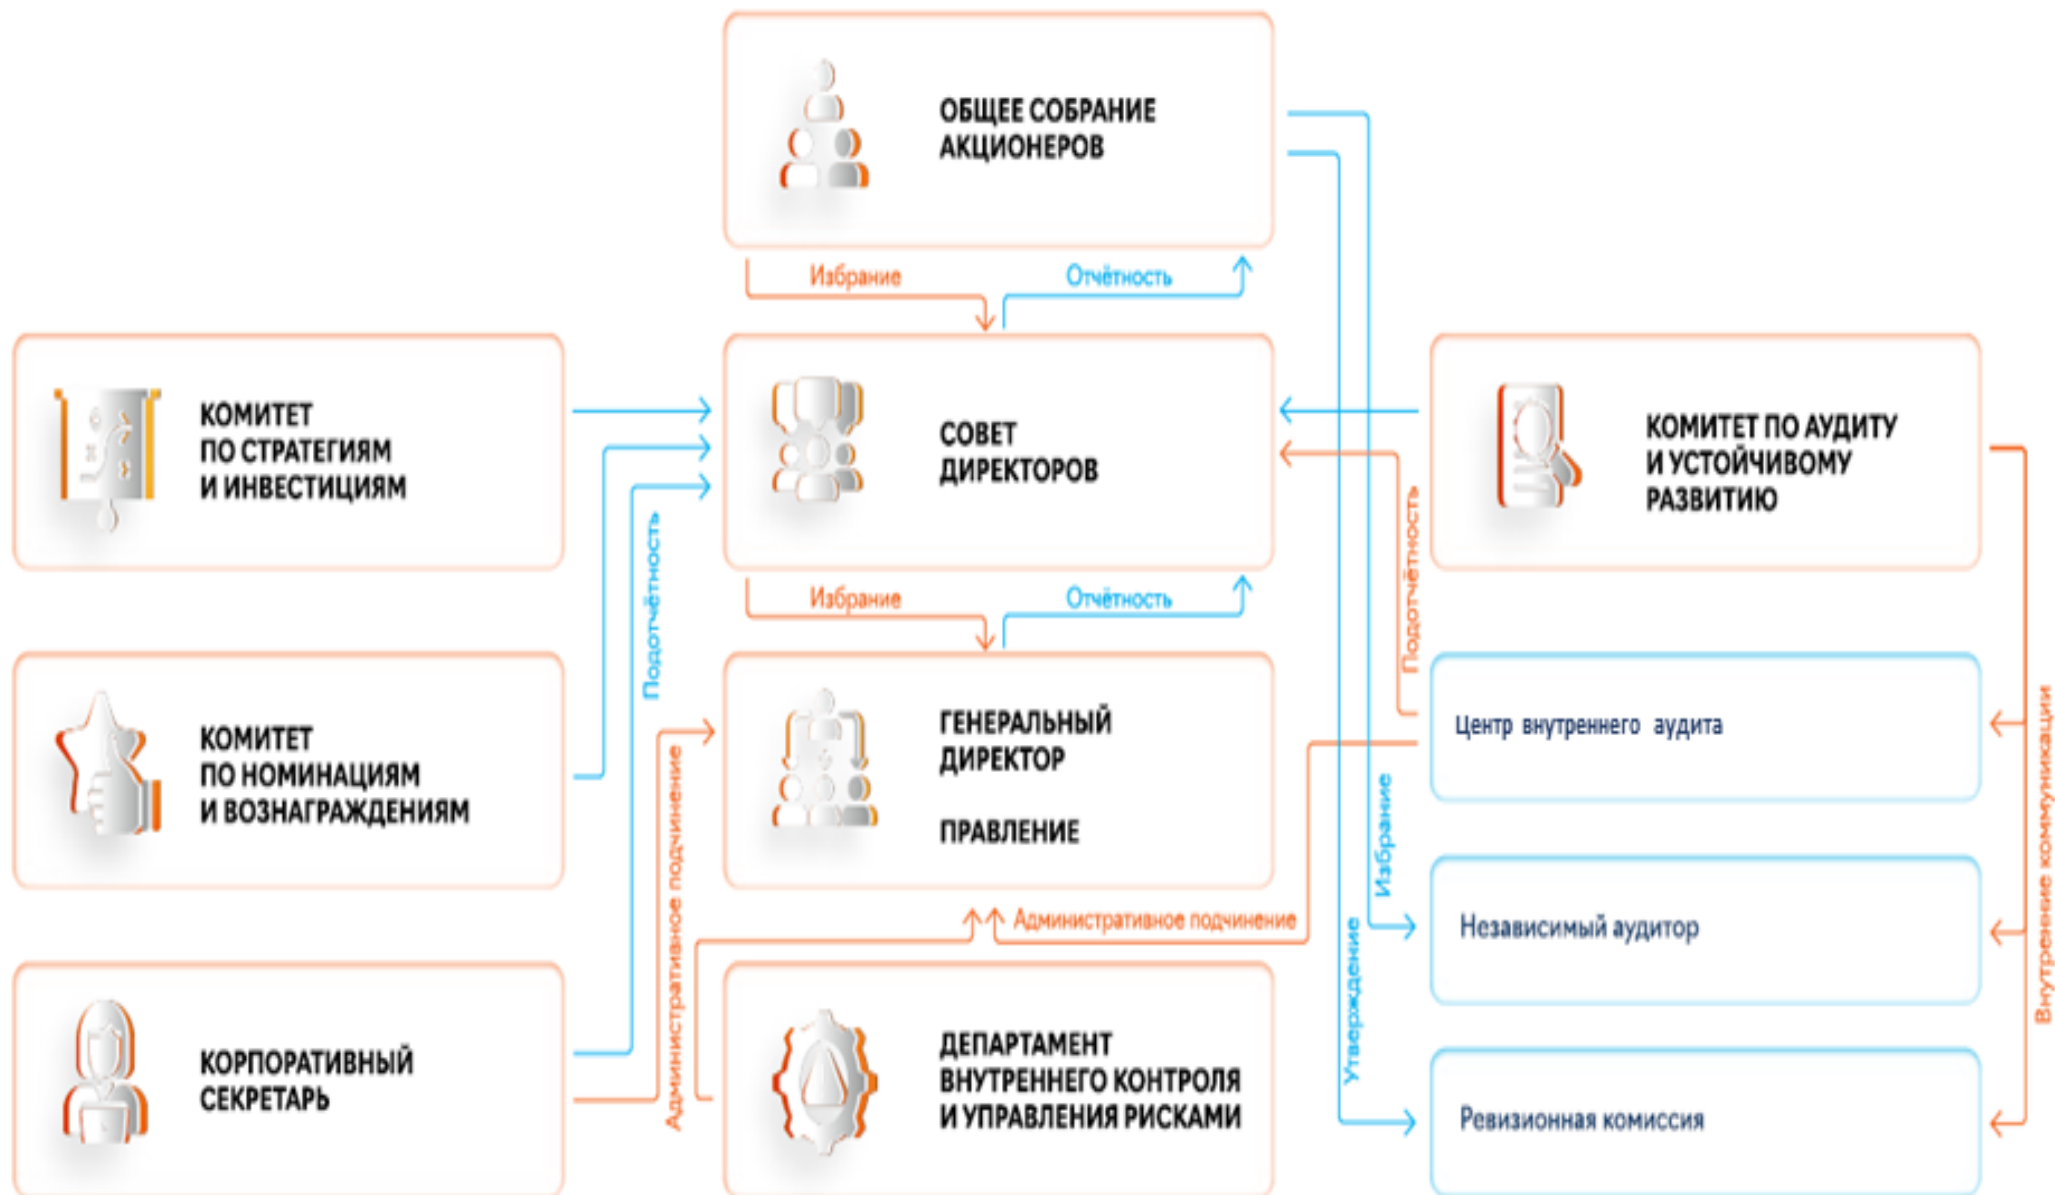 ОБЩЕЕ СОБРАНИЕ
АКЦИОНЕРОВ
Избрание
Отчётность
КОМИТЕТ
ПО СТРАТЕГИЯМ
И ИНВЕСТИЦИЯМ
СОВЕТ
ДИРЕКТОРОВ
КОМИТЕТ ПО АУДИТУ
И УСТОЙЧИВОМУ
РАЗВИТИЮ
Подотчётность
Избрание
Отчётность
Подотчётность
КОМИТЕТ
ПО НОМИНАЦИЯМ
И ВОЗНАГРАЖДЕНИЯМ
ГЕНЕРАЛЬНЫЙ
ДИРЕКТОР
ПРАВЛЕНИЕ
Центр внутреннего аудита
Внутренние коммуникации
Административное подчинение
Административное подчинение
Избрание
Утверждение
Независимый аудитор
КОРПОРАТИВНЫЙ
СЕКРЕТАРЬ
ДЕПАРТАМЕНТ
ВНУТРЕННЕГО КОНТРОЛЯ
И УПРАВЛЕНИЯ РИСКАМИ
Ревизионная комиссия